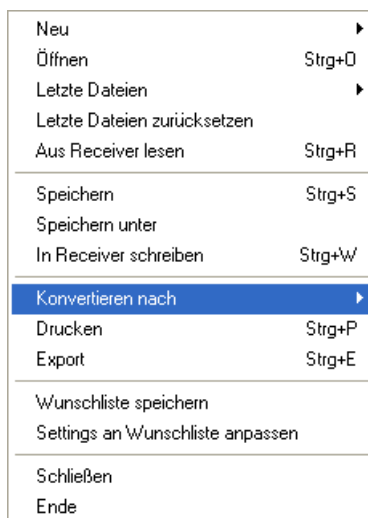 Neu
Öffnen Strg+O
Letzte Dateien
Letzte Dateien zurücksetzen
Aus Receiver lesen Strg+R
Speichern Strg+S
Speichern unter
In Receiver schreiben Strg+W
Konvertieren nach
Drucken Strg+P
Export Strg+E
Wunschliste speichern
Settings an Wunschliste anpassen
Schließen
Ende